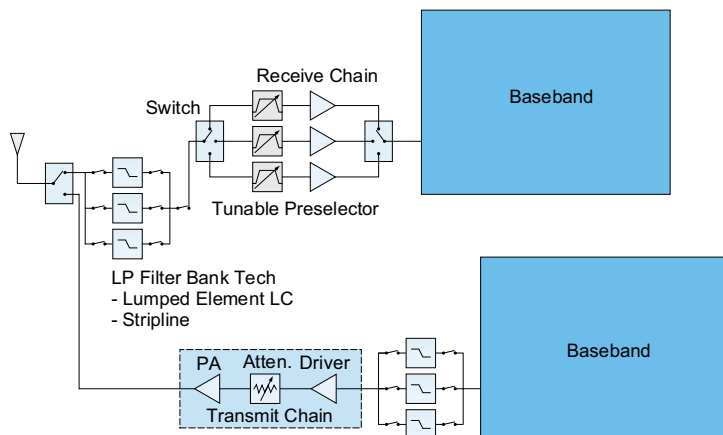 Receive Chain
Switch
Baseband
Tunable Preselector
LP Filter Bank Tech
- Lumped Element LC
- Stripline
PA Atten. Driver
Transmit Chain
Baseband